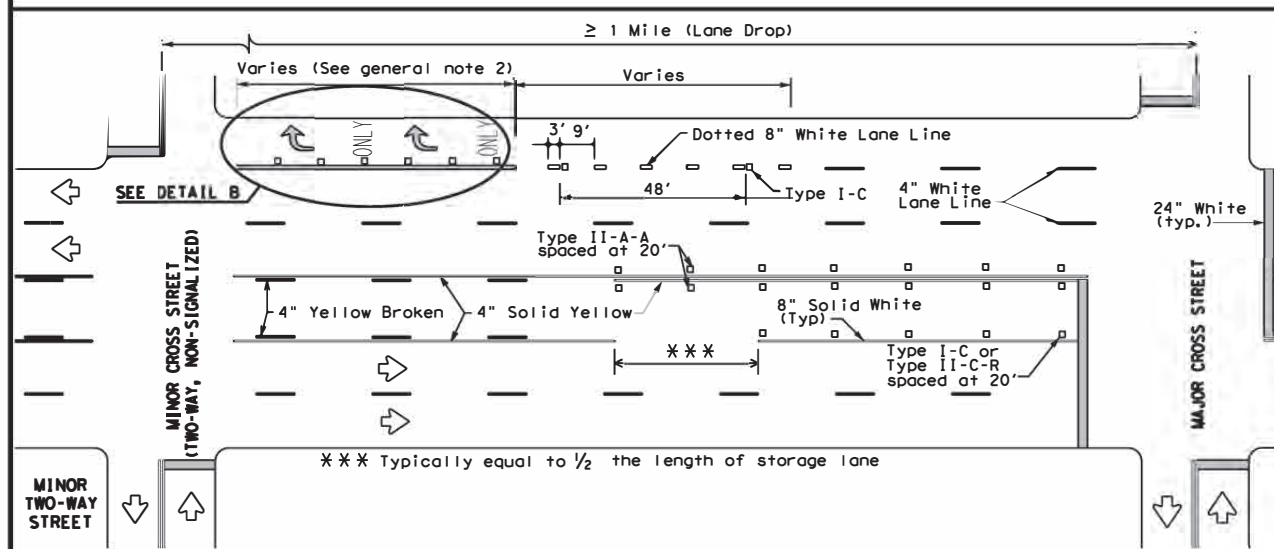 ≥ 1 Mile (Lane Drop)
Varies (See general note 2)
Varies
ONLY
ONLY
3' 9'
Dotted 8" White Lane Line
SEE DETAIL B
48'
Type I-C
4" White
Lane Line
24" White
(typ.)
Type II-A-A
spaced at 20'
MINOR CROSS STREET
(TWO-WAY, NON-SIGNALIZED)
4" Yellow Broken
4" Solid Yellow
8" Solid White
(Typ)
***
Type I-C or
Type II-C-R
spaced at 20'
MAJOR CROSS STREET
*** Typically equal to ½ the length of storage lane
MINOR
TWO-WAY
STREET